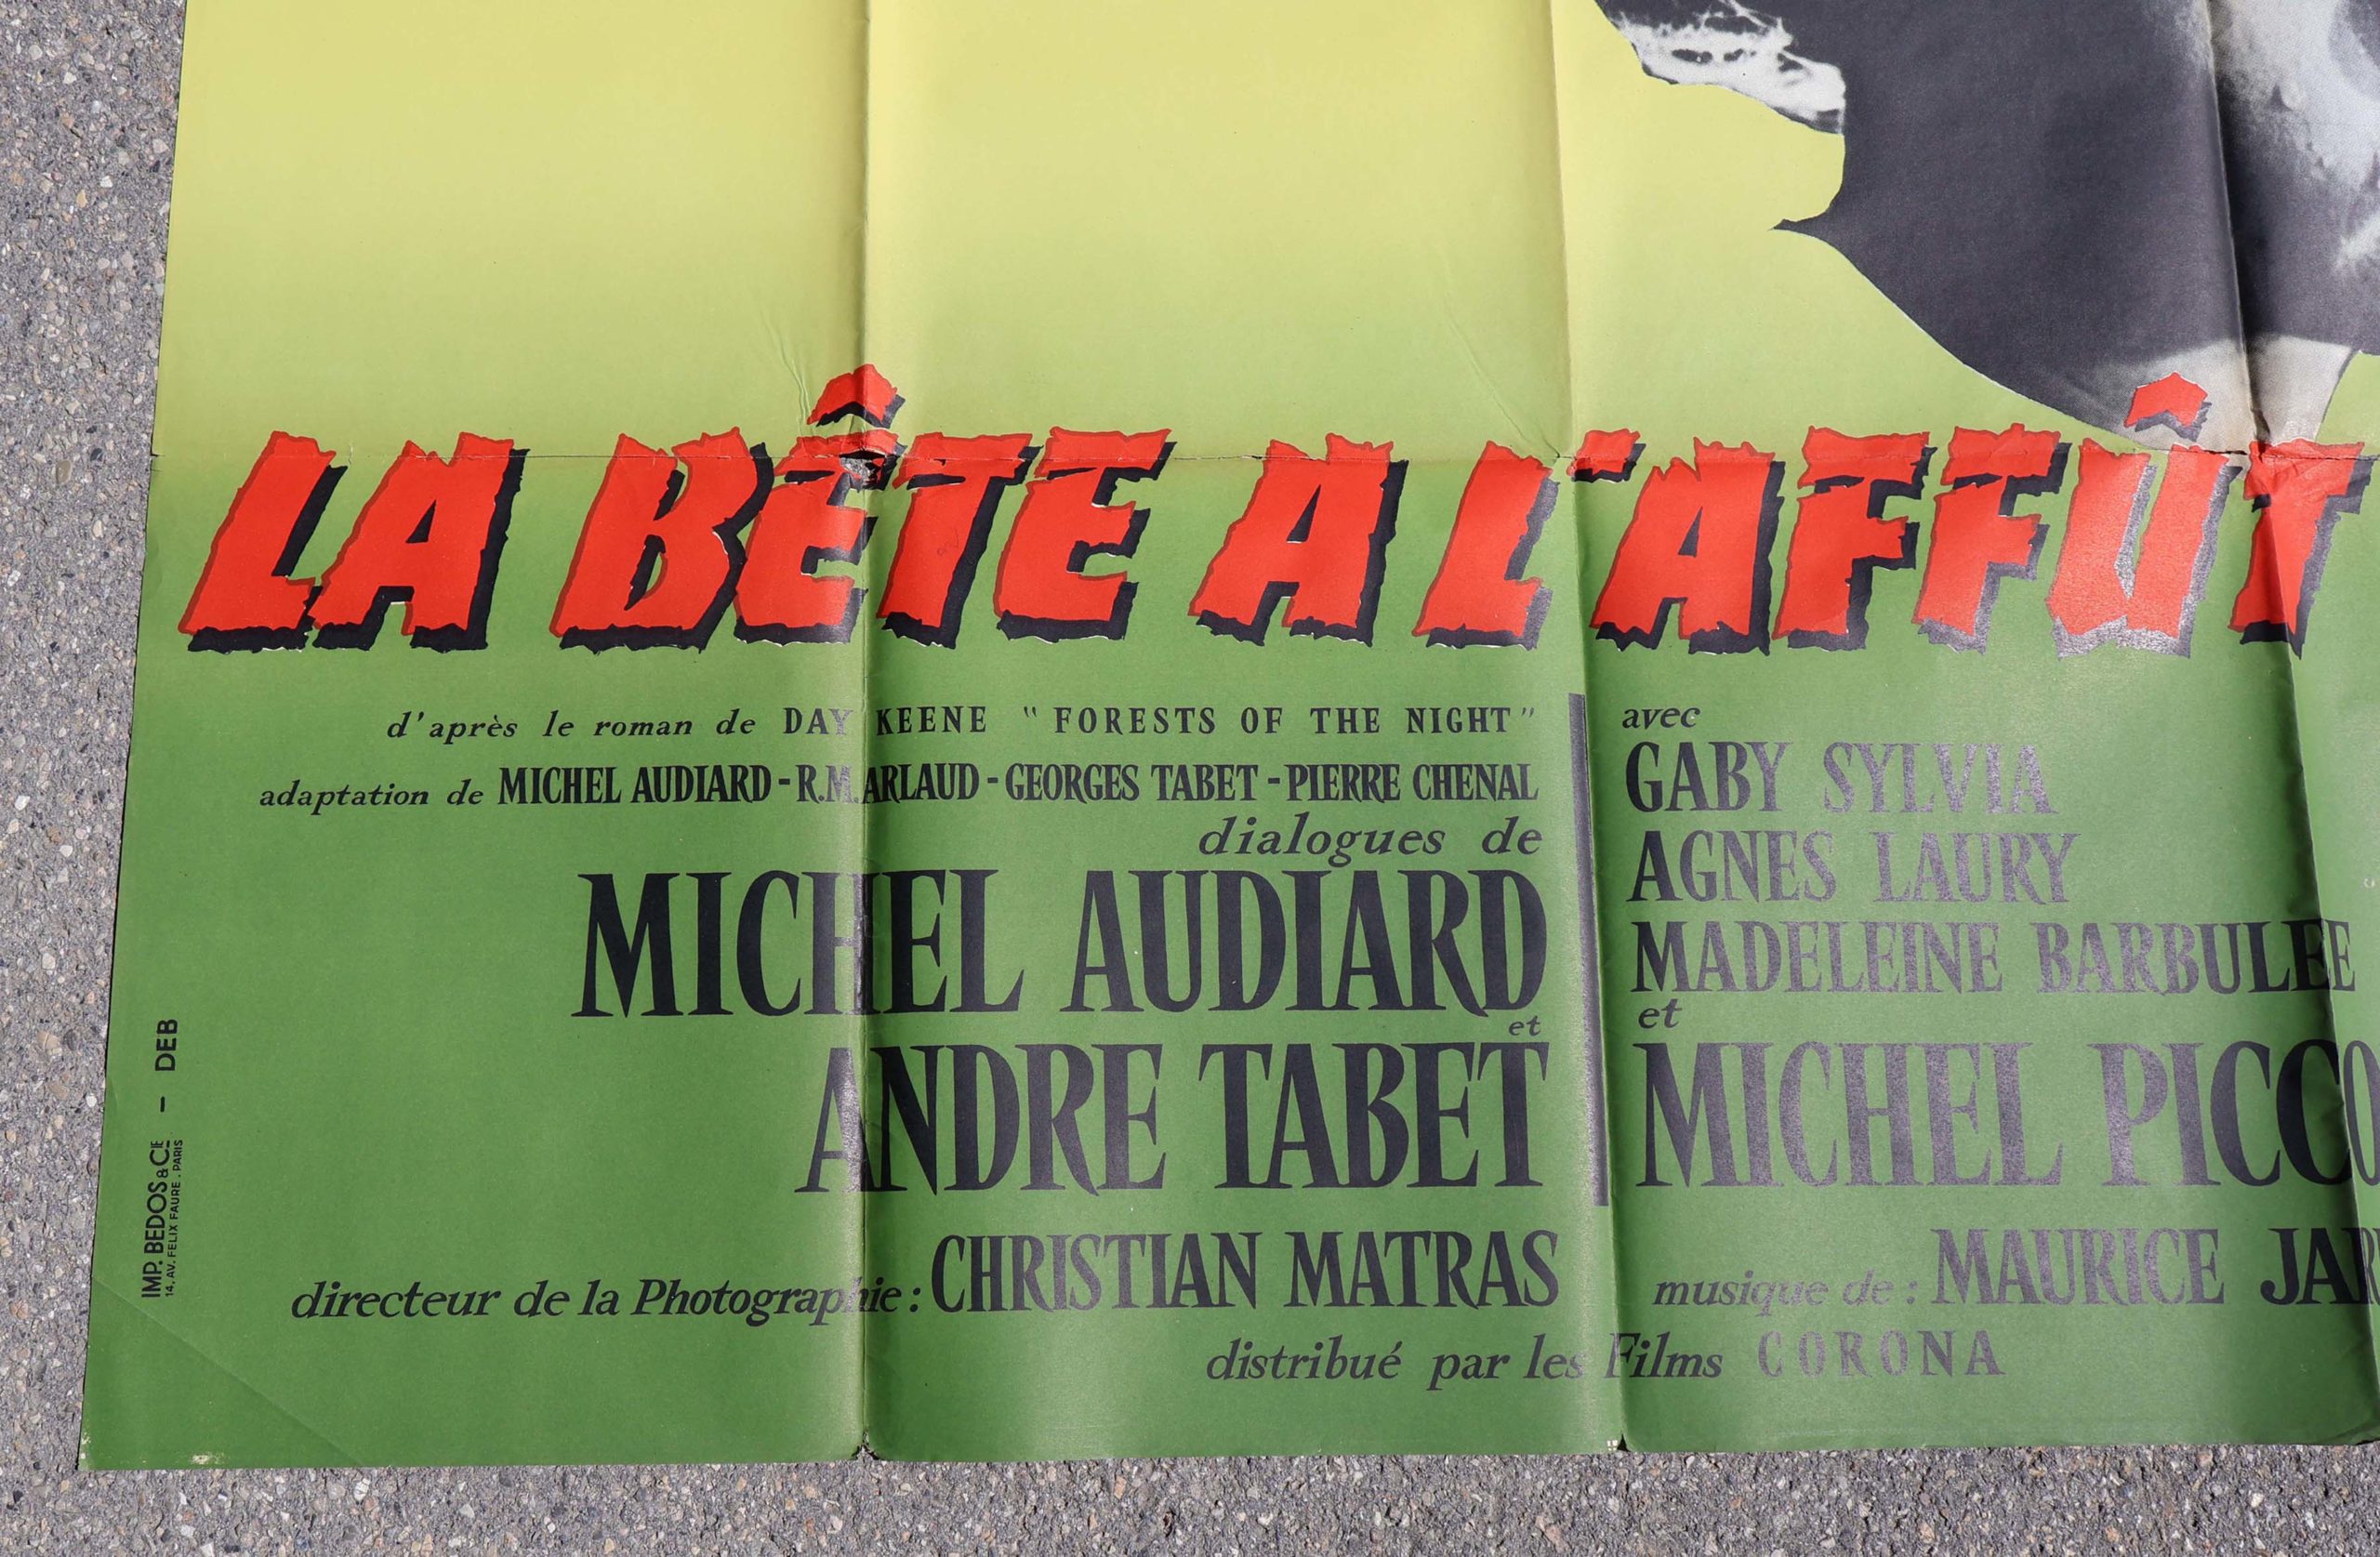 LA BÊTE A L'AFFÛT
d'après le roman de DAY KEENE "FORESTS OF THE NIGHT"
adaptation de MICHEL AUDIARD - R.M. ARLAUD - GEORGES TABET - PIERRE CHENAL
dialogues de
MICHEL AUDIARD
et
ANDRE TABET
avec
GABY SYLVIA
AGNES LAURY
MADELEINE BARBULEE
et
MICHEL PICCO
directeur de la Photographie : CHRISTIAN MATRAS
musique de : MAURICE JAR
distribué par les Films CORONA
IMP. BEDOS & CIE — DEB
14. AV. FELIX FAURE. PARIS